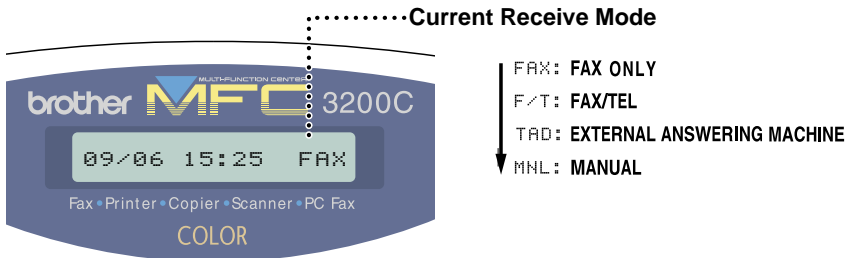 Current Receive Mode
MULTI-FUNCTION CENTER
brother MFC 3200C
09/06 15:25 FAX
Fax•Printer•Copier•Scanner•PC Fax
COLOR
FAX: FAX ONLY
F/T: FAX/TEL
TAD: EXTERNAL ANSWERING MACHINE
MNL: MANUAL